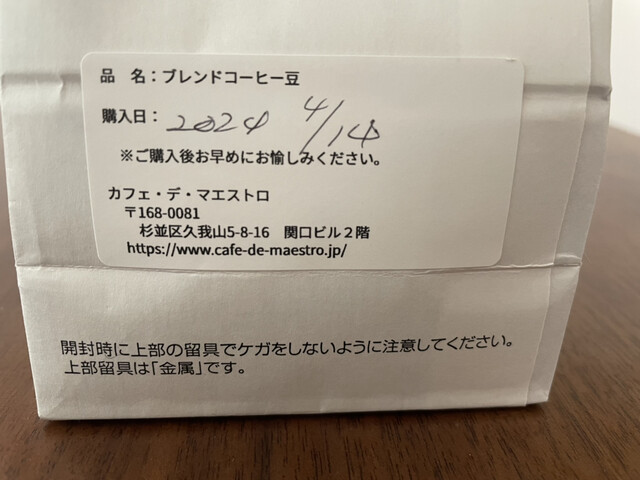 品 名：ブレンドコーヒー豆
購入日： 2024 4/14
※ご購入後お早めにお愉しみください。
カフェ・デ・マエストロ
〒168-0081
杉並区久我山5-8-16 関口ビル２階
https://www.cafe-de-maestro.jp/
開封時に上部の留具でケガをしないように注意してください。
上部留具は「金属」です。